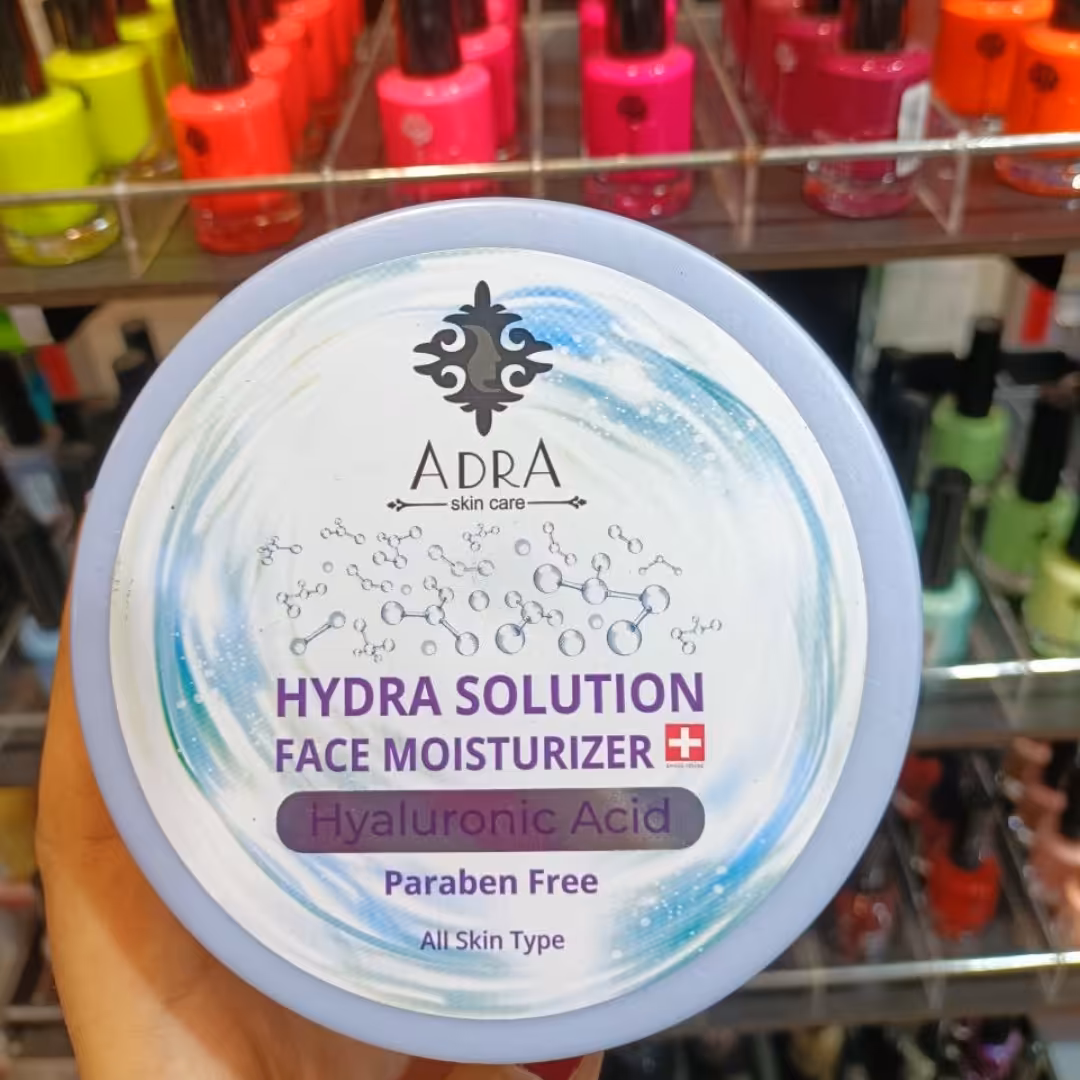 ADRA
skin care
HYDRA SOLUTION
FACE MOISTURIZER
Hyaluronic Acid
Paraben Free
All Skin Type